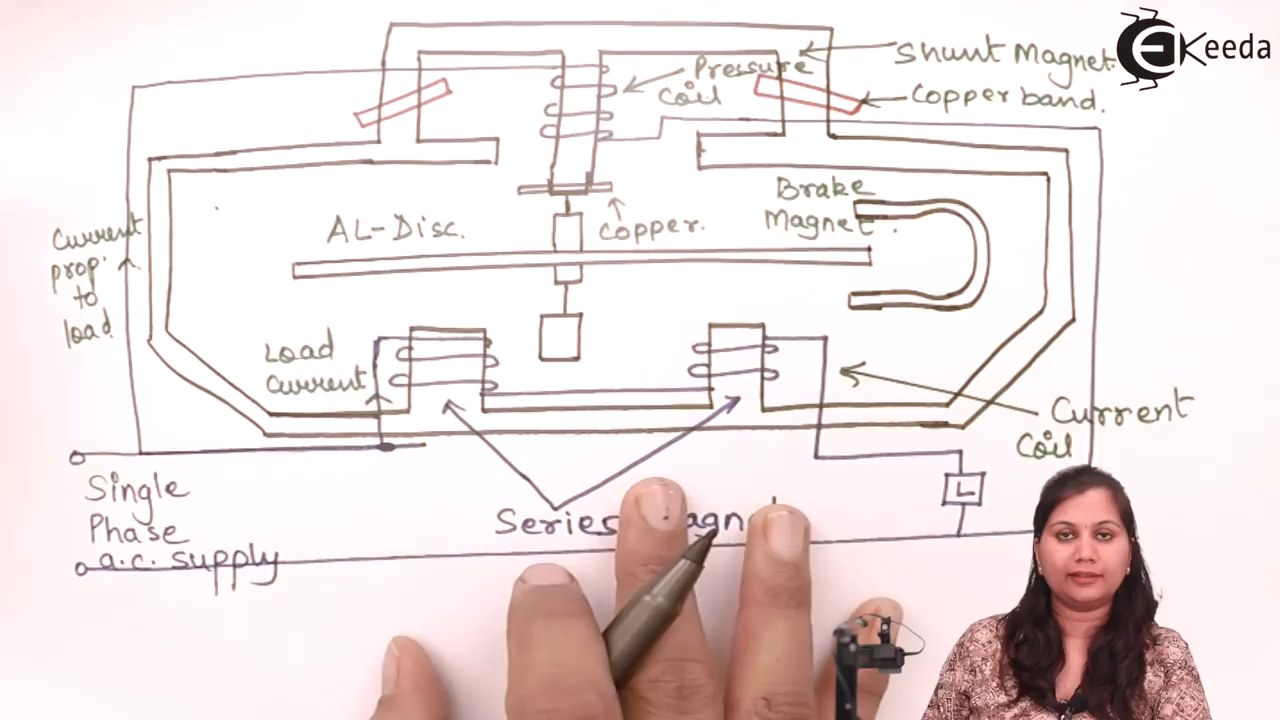 Shunt Magnet.
EKeeda
Pressure
coil
Copper band.
Brake
Magnet.
AL-Disc.
Copper.
Current
prop.
to
load
Load
current
Current
coil
L
Single
Phase
a.c. supply
Series